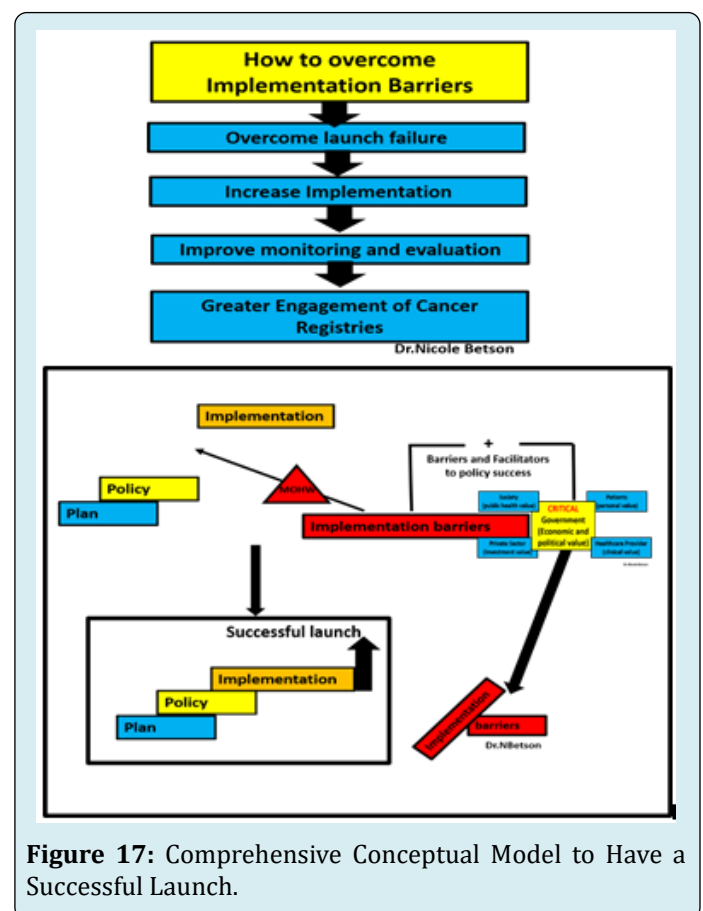 How to overcome
Implementation Barriers
Overcome launch failure
Increase Implementation
Improve monitoring and evaluation
Greater Engagement of Cancer
Registries
Dr.Nicole Betson
Implementation
+
Barriers and Facilitators
to policy success
Policy
Plan
MOHW
Implementation barriers
Society
(public health value)
CRITICAL
Government
(Economic and
political value)
Patients
(personal value)
Private Sector
(investment value)
Healthcare Provider
(clinical value)
Successful launch
Implementation
Policy
Plan
Implementation
barriers
Dr.NBetson
Figure 17: Comprehensive Conceptual Model to Have a
Successful Launch.